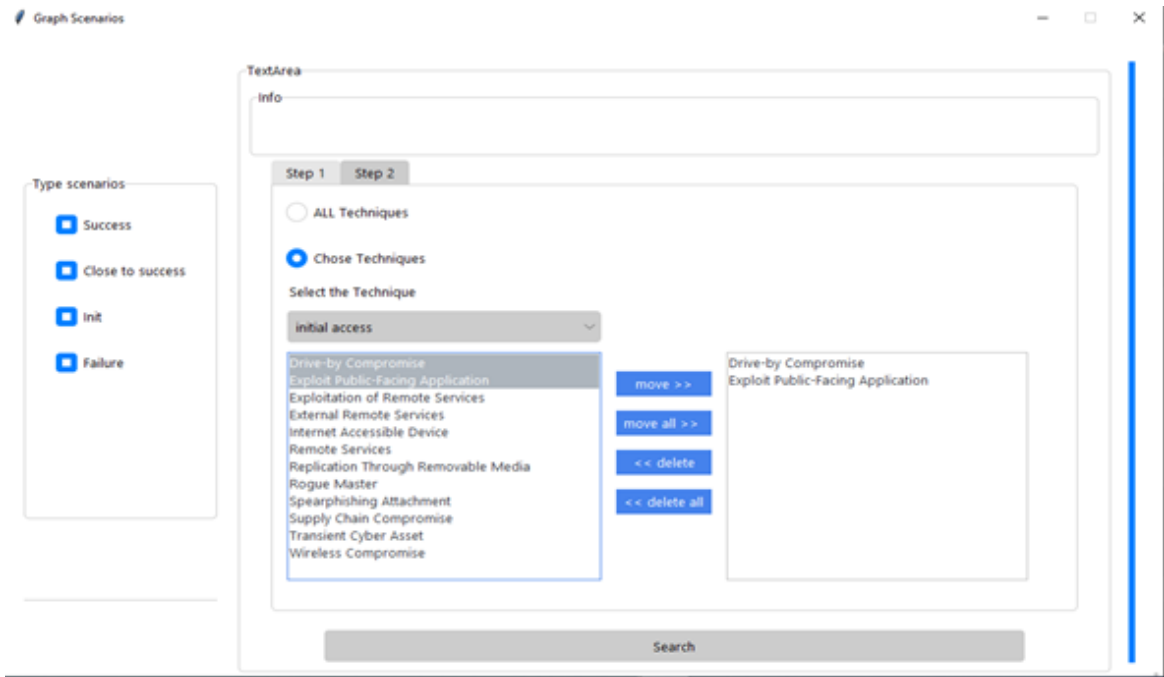 Graph Scenarios
TextArea
Info
Type scenarios
Success
Close to success
Init
Failure
Step 1
Step 2
ALL Techniques
Chose Techniques
Select the Technique
initial access
Drive-by Compromise
Exploit Public-Facing Application
Exploitation of Remote Services
External Remote Services
Internet Accessible Device
Remote Services
Replication Through Removable Media
Rogue Master
Spearphishing Attachment
Supply Chain Compromise
Transient Cyber Asset
Wireless Compromise
move >>
move all >>
<< delete
<< delete all
Drive-by Compromise
Exploit Public-Facing Application
Search